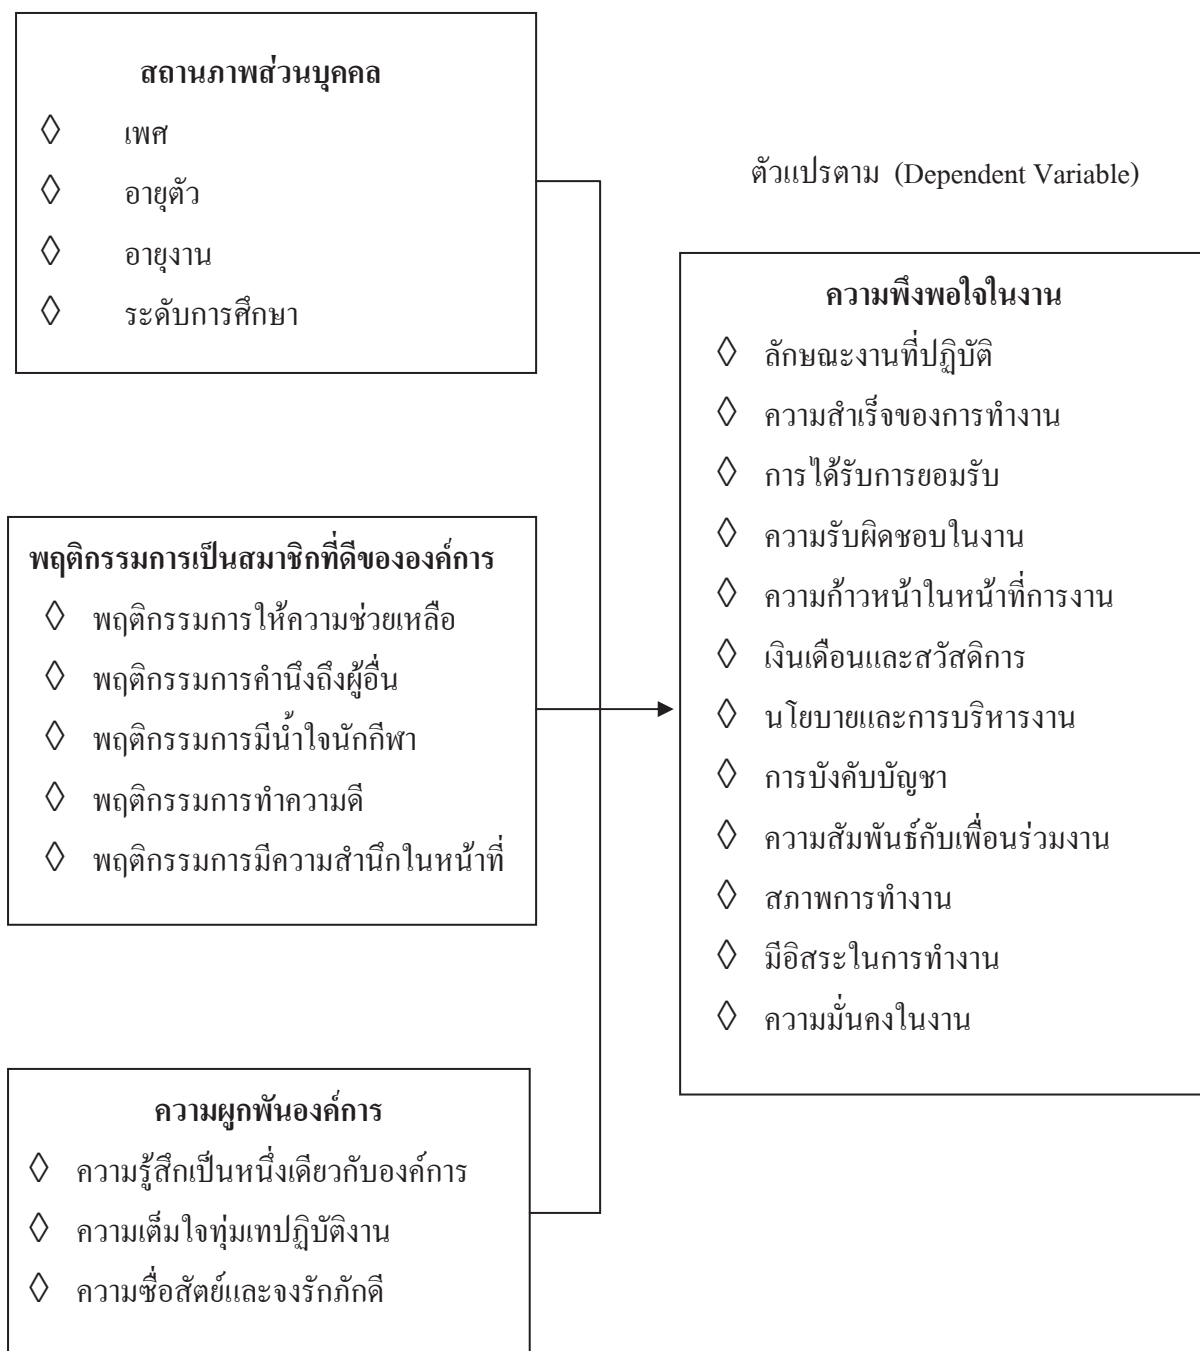 สถานภาพส่วนบุคคล
◊ เพศ
◊ อายุตัว
◊ อายุงาน
◊ ระดับการศึกษา
พฤติกรรมการเป็นสมาชิกที่ดีขององค์การ
◊ พฤติกรรมการให้ความช่วยเหลือ
◊ พฤติกรรมการคำนึงถึงผู้อื่น
◊ พฤติกรรมการมีน้ำใจนักกีฬา
◊ พฤติกรรมการทำความดี
◊ พฤติกรรมการมีความสำนึกในหน้าที่
ความผูกพันองค์การ
◊ ความรู้สึกเป็นหนึ่งเดียวกับองค์การ
◊ ความเต็มใจทุ่มเทปฏิบัติงาน
◊ ความซื่อสัตย์และจงรักภักดี
ตัวแปรตาม (Dependent Variable)
ความพึงพอใจในงาน
◊ ลักษณะงานที่ปฏิบัติ
◊ ความสำเร็จของการทำงาน
◊ การได้รับการยอมรับ
◊ ความรับผิดชอบในงาน
◊ ความก้าวหน้าในหน้าที่การงาน
◊ เงินเดือนและสวัสดิการ
◊ นโยบายและการบริหารงาน
◊ การบังคับบัญชา
◊ ความสัมพันธ์กับเพื่อนร่วมงาน
◊ สภาพการทำงาน
◊ มีอิสระในการทำงาน
◊ ความมั่นคงในงาน